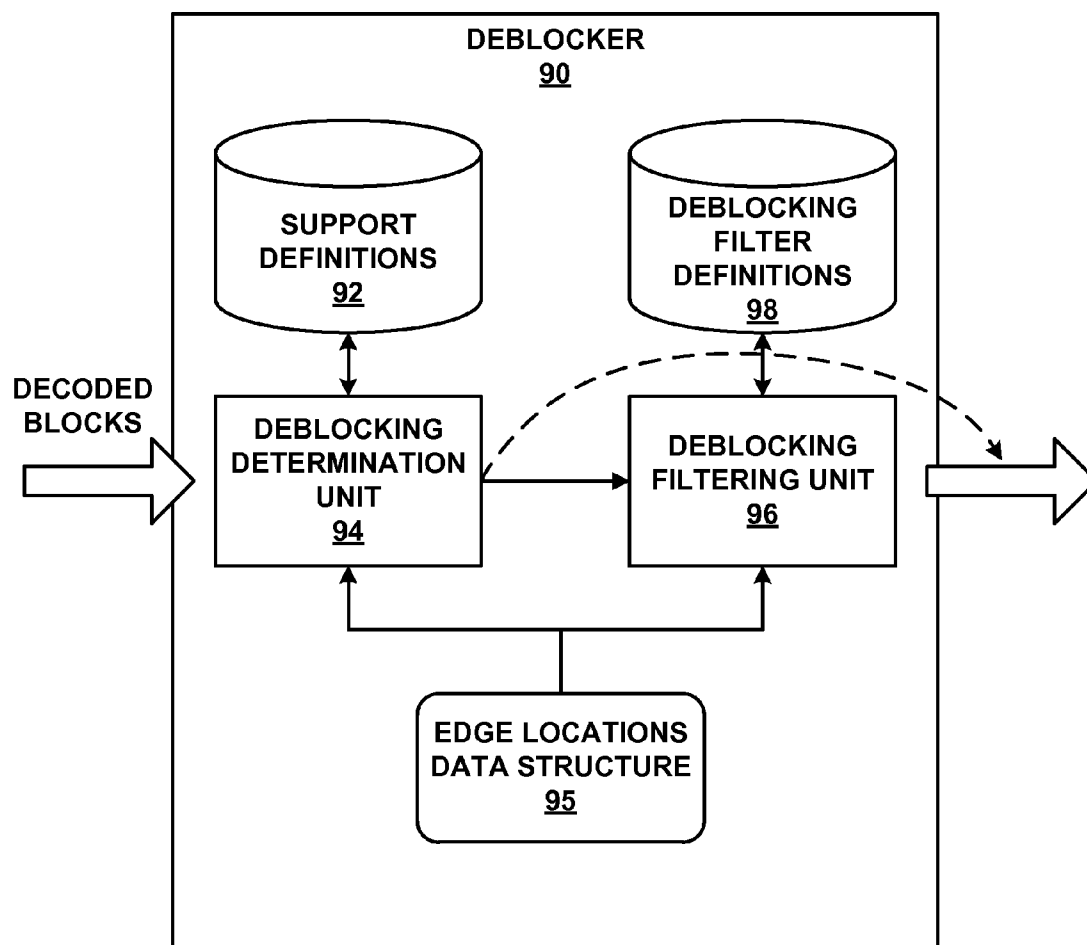 DEBLOCKER
90
SUPPORT
DEFINITIONS
92
DEBLOCKING
FILTER
DEFINITIONS
98
DECODED
BLOCKS
DEBLOCKING
DETERMINATION
UNIT
94
DEBLOCKING
FILTERING UNIT
96
EDGE LOCATIONS
DATA STRUCTURE
95